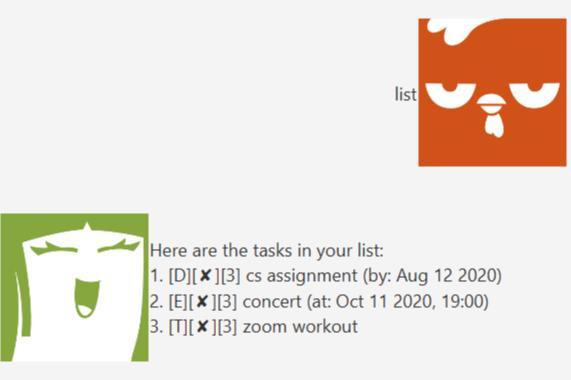 list
Here are the tasks in your list:
1. [D][✘][3] cs assignment (by: Aug 12 2020)
2. [E][✘][3] concert (at: Oct 11 2020, 19:00)
3. [T][✘][3] zoom workout